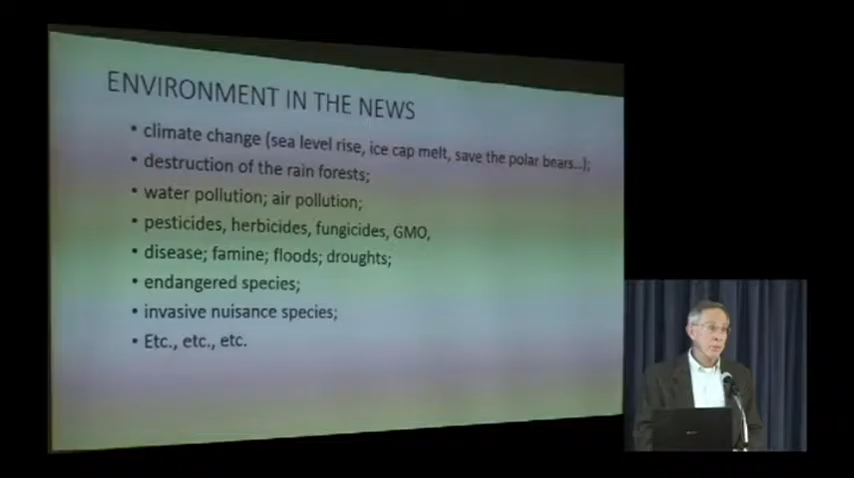 ENVIRONMENT IN THE NEWS
• climate change (sea level rise, ice cap melt, save the polar bears...);
• destruction of the rain forests;
• water pollution; air pollution;
• pesticides, herbicides, fungicides, GMO,
• disease; famine; floods; droughts;
• endangered species;
• invasive nuisance species;
• Etc., etc., etc.